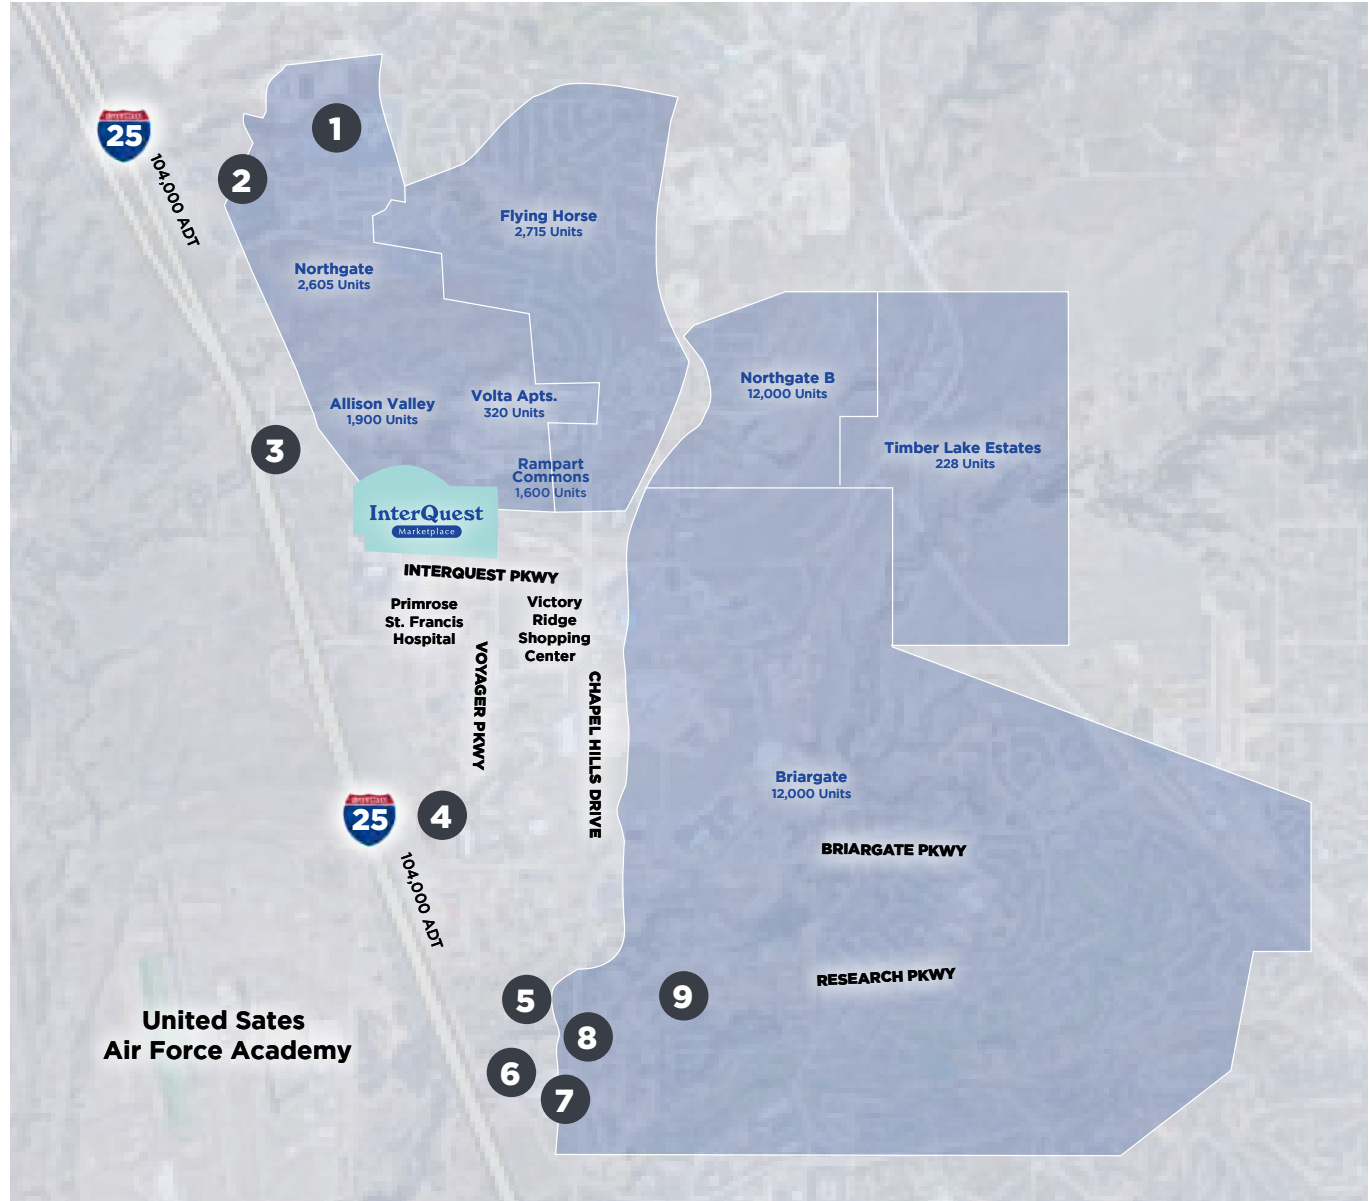 25
104,000 ADT
1
2
Flying Horse
2,715 Units
Northgate
2,605 Units
Northgate B
12,000 Units
Allison Valley
1,900 Units
Volta Apts.
320 Units
3
Timber Lake Estates
228 Units
Rampart
Commons
1,600 Units
InterQuest
Marketplace
INTERQUEST PKWY
Primrose
St. Francis
Hospital
Victory
Ridge
Shopping
Center
VOYAGER PKWY
CHAPEL HILLS DRIVE
Briargate
12,000 Units
25
4
104,000 ADT
BRIARGATE PKWY
RESEARCH PKWY
5
9
8
6
7
United Sates
Air Force Academy